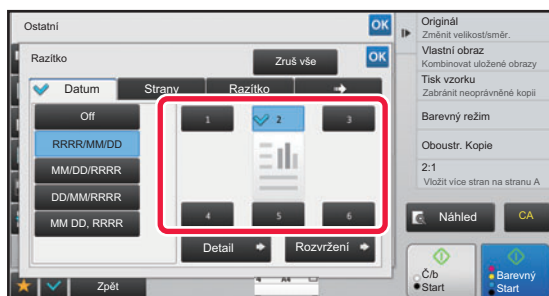 Ostatní
OK
Razítko
Zruš vše
OK
Datum
Strany
Razítko
Off
RRRR/MM/DD
MM/DD/RRRR
DD/MM/RRRR
MM DD, RRRR
1
2
3
4
5
6
Detail
Rozvržení
Zpět
A4
Originál
Změnit velikost/směr.
Vlastní obraz
Kombinovat uložené obrazy
Tisk vzorku
Zabránit neoprávněné kopii
Barevný režim
Oboustr. Kopie
2:1
Vložit více stran na stranu A
Náhled
CA
Č/b
Start
Barevný
Start